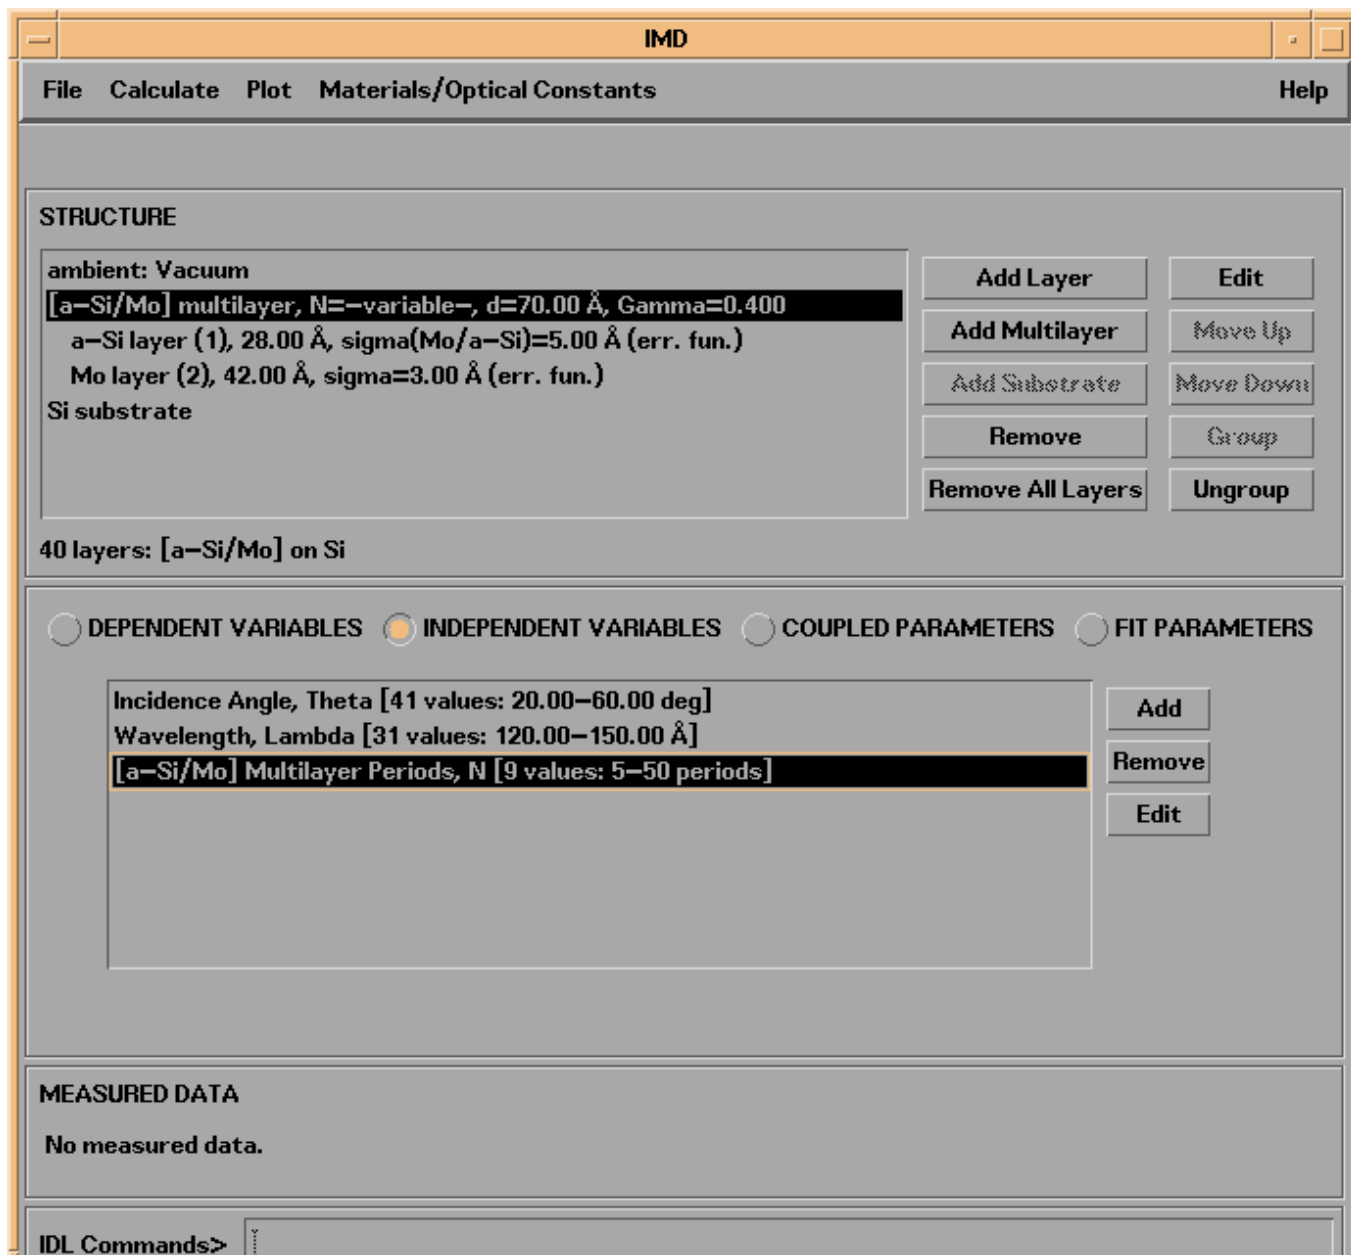 IMD
File Calculate Plot Materials/Optical Constants Help
STRUCTURE
ambient: Vacuum
[a−Si/Mo] multilayer, N=−variable−, d=70.00 Å, Gamma=0.400
a−Si layer (1), 28.00 Å, sigma(Mo/a−Si)=5.00 Å (err. fun.)
Mo layer (2), 42.00 Å, sigma=3.00 Å (err. fun.)
Si substrate
Add Layer Edit
Add Multilayer Move Up
Add Substrate Move Down
Remove Group
Remove All Layers Ungroup
40 layers: [a−Si/Mo] on Si
DEPENDENT VARIABLES INDEPENDENT VARIABLES COUPLED PARAMETERS FIT PARAMETERS
Incidence Angle, Theta [41 values: 20.00−60.00 deg]
Wavelength, Lambda [31 values: 120.00−150.00 Å]
[a−Si/Mo] Multilayer Periods, N [9 values: 5−50 periods]
Add
Remove
Edit
MEASURED DATA
No measured data.
IDL Commands>